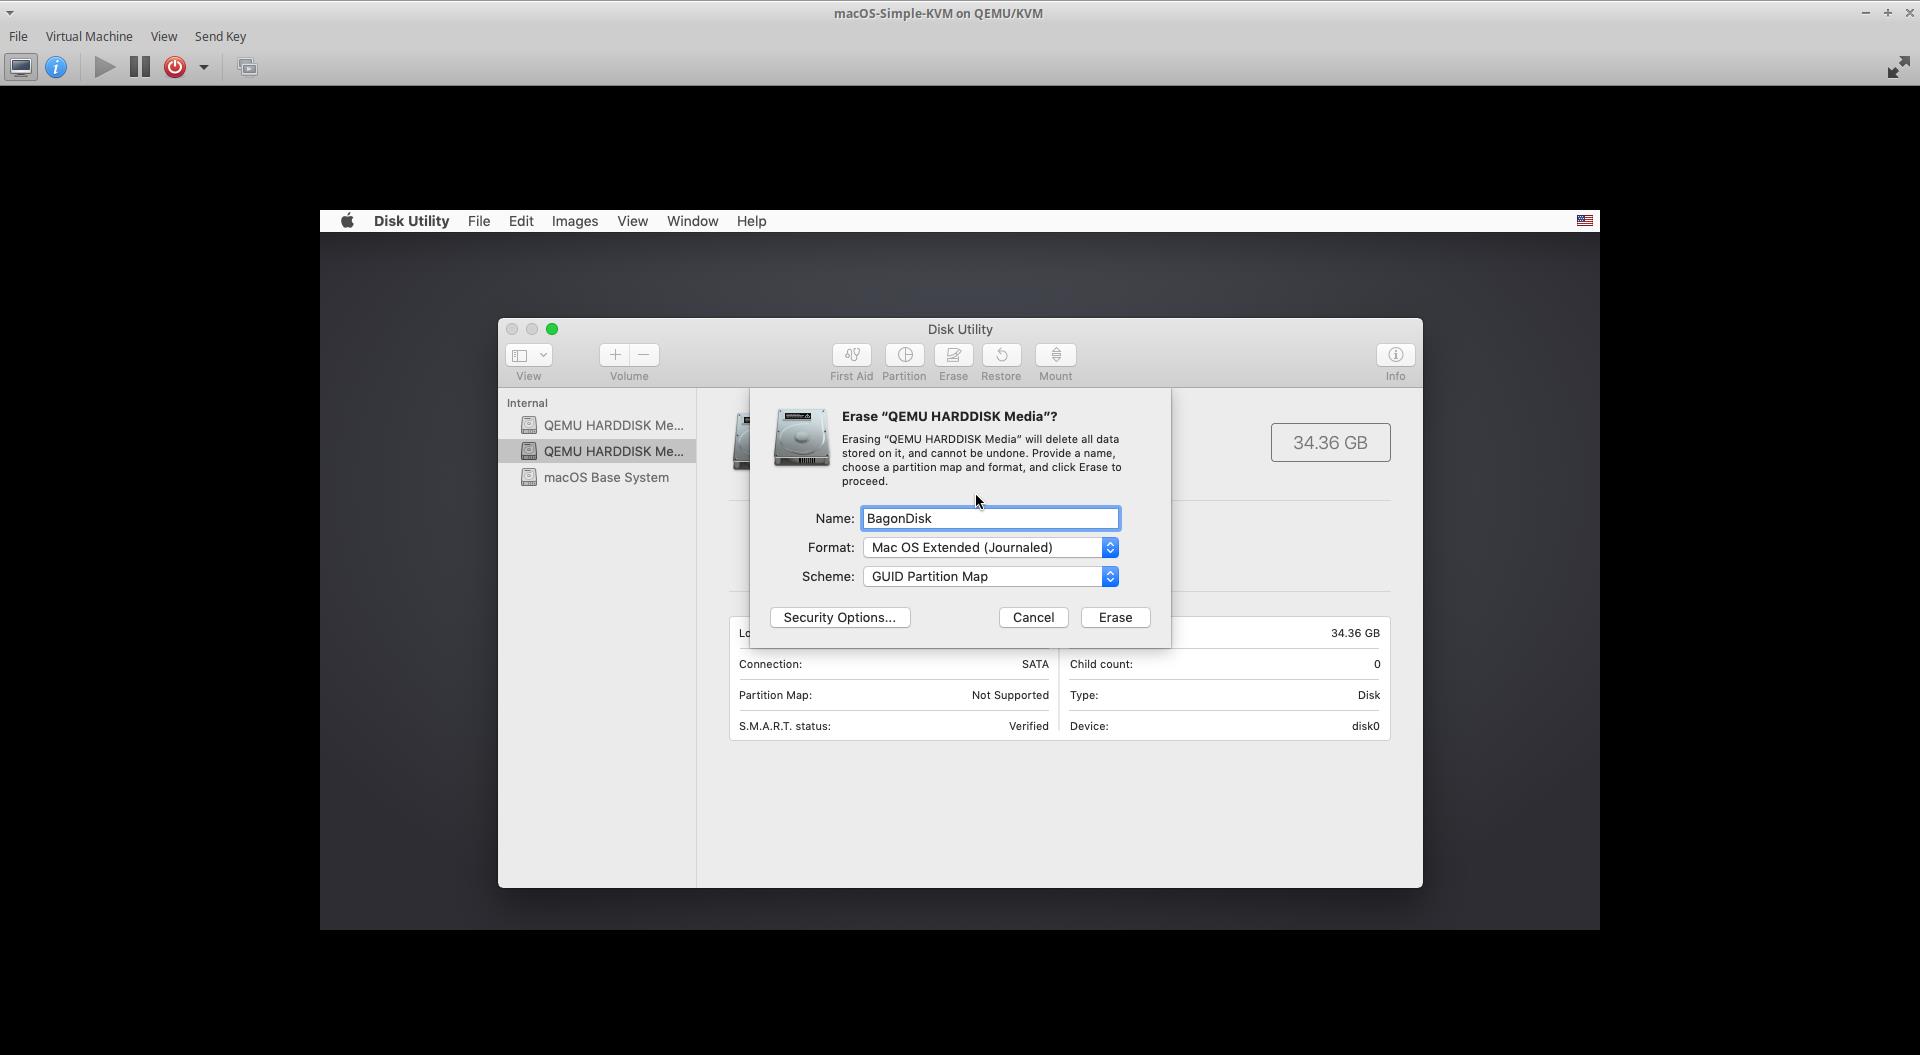 macOS-Simple-KVM on QEMU/KVM
File Virtual Machine View Send Key
Disk Utility File Edit Images View Window Help
Disk Utility
View Volume First Aid Partition Erase Restore Mount Info
Internal
QEMU HARDDISK Me...
QEMU HARDDISK Me...
macOS Base System
Erase “QEMU HARDDISK Media”?
Erasing “QEMU HARDDISK Media” will delete all data
stored on it, and cannot be undone. Provide a name,
choose a partition map and format, and click Erase to
proceed.
34.36 GB
Name: BagonDisk
Format: Mac OS Extended (Journaled)
Scheme: GUID Partition Map
Security Options... Cancel Erase
34.36 GB
Connection: SATA Child count: 0
Partition Map: Not Supported Type: Disk
S.M.A.R.T. status: Verified Device: disk0